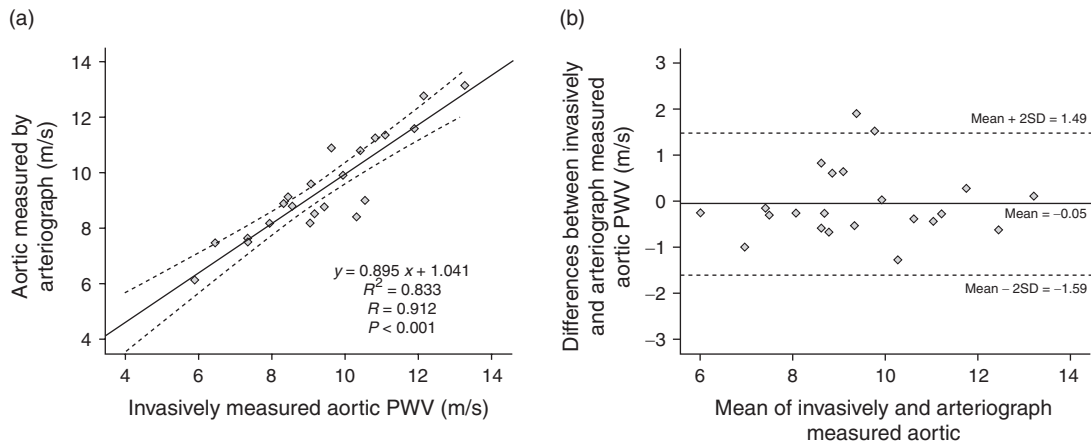 (a)
14
12
10
8
6
4
4
6
8
10
12
14
Aortic measured by
arteriograph (m/s)
y = 0.895 x + 1.041
R² = 0.833
R = 0.912
P < 0.001
Invasively measured aortic PWV (m/s)
(b)
3
2
1
0
−1
−2
−3
6
8
10
12
14
Differences between invasively
and arteriograph measured
aortic PWV (m/s)
Mean + 2SD = 1.49
Mean = −0.05
Mean − 2SD = −1.59
Mean of invasively and arteriograph
measured aortic